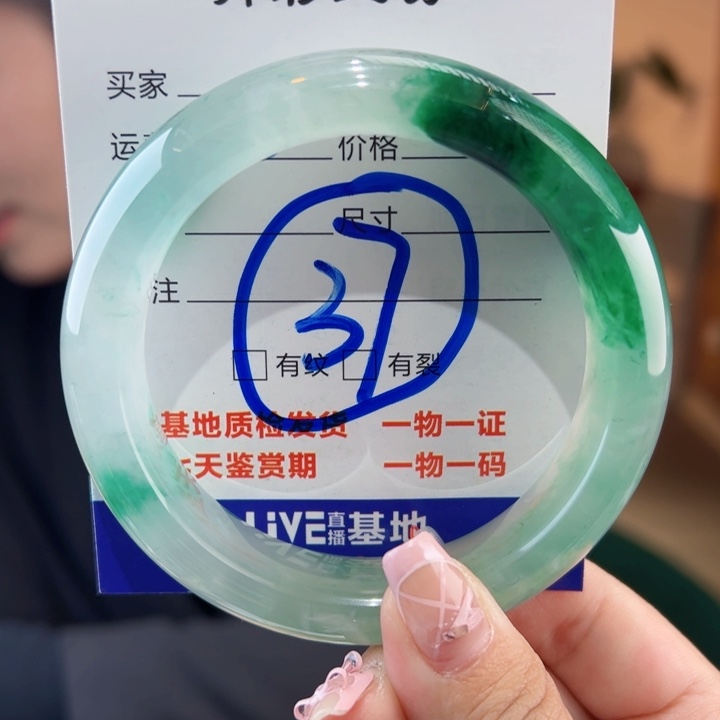 买家
运
价格
尺寸
37
注
有纹 有裂
基地质检发货 一物一证
天鉴赏期 一物一码
LiVE直播基地